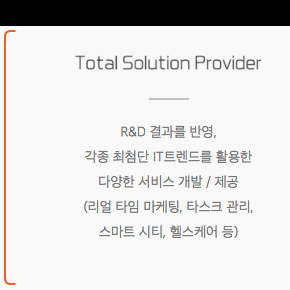 Total Solution Provider
R&D 결과를 반영,
각종 최첨단 IT트렌드를 활용한
다양한 서비스 개발 / 제공
(리얼 타임 마케팅, 타스크 관리,
스마트 시티, 헬스케어 등)